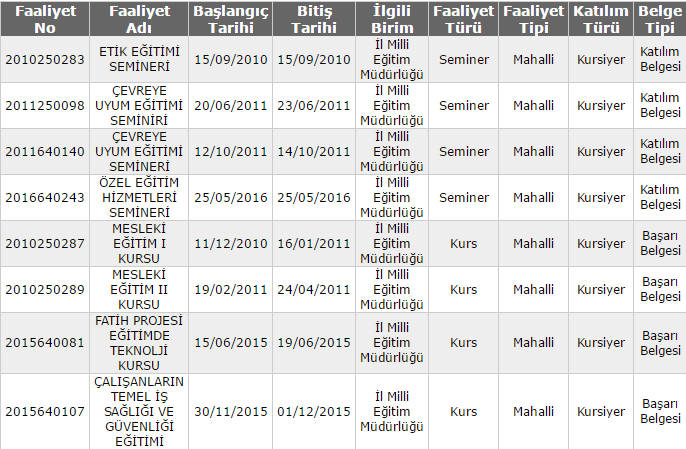 Faaliyet No Faaliyet Adı Başlangıç Tarihi Bitiş Tarihi İlgili Birim Faaliyet Türü Faaliyet Tipi Katılım Türü Belge Tipi
2010250283 ETİK EĞİTİMİ SEMİNERİ 15/09/2010 15/09/2010 İl Milli Eğitim Müdürlüğü Seminer Mahalli Kursiyer Katılım Belgesi
2011250098 ÇEVREYE UYUM EĞİTİMİ SEMİNİRİ 20/06/2011 23/06/2011 İl Milli Eğitim Müdürlüğü Seminer Mahalli Kursiyer Katılım Belgesi
2011640140 ÇEVREYE UYUM EĞİTİMİ SEMİNERİ 12/10/2011 14/10/2011 İl Milli Eğitim Müdürlüğü Seminer Mahalli Kursiyer Katılım Belgesi
2016640243 ÖZEL EĞİTİM HİZMETLERİ SEMİNERİ 25/05/2016 25/05/2016 İl Milli Eğitim Müdürlüğü Seminer Mahalli Kursiyer Katılım Belgesi
2010250287 MESLEKİ EĞİTİM I KURSU 11/12/2010 16/01/2011 İl Milli Eğitim Müdürlüğü Kurs Mahalli Kursiyer Başarı Belgesi
2010250289 MESLEKİ EĞİTİM II KURSU 19/02/2011 24/04/2011 İl Milli Eğitim Müdürlüğü Kurs Mahalli Kursiyer Başarı Belgesi
2015640081 FATİH PROJESİ EĞİTİMDE TEKNOLJİ KURSU 15/06/2015 19/06/2015 İl Milli Eğitim Müdürlüğü Kurs Mahalli Kursiyer Başarı Belgesi
2015640107 ÇALIŞANLARIN TEMEL İŞ SAĞLIĞI VE GÜVENLİĞİ EĞİTİMİ 30/11/2015 01/12/2015 İl Milli Eğitim Müdürlüğü Kurs Mahalli Kursiyer Başarı Belgesi